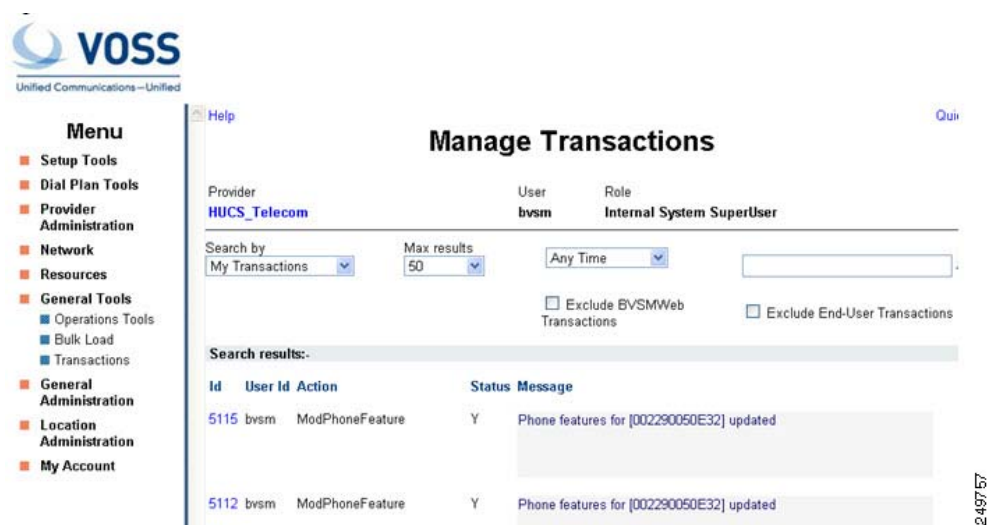 VOSS
Unified Communications—Unified
Menu
Setup Tools
Dial Plan Tools
Provider
Administration
Network
Resources
General Tools
Operations Tools
Bulk Load
Transactions
General
Administration
Location
Administration
My Account
Help
Manage Transactions
Provider
User
Role
HUCS_Telecom
bvsm
Internal System SuperUser
Search by
Max results
My Transactions
50
Any Time
Exclude BVSMWeb
Transactions
Exclude End-User Transactions
Search results:-
Id User Id Action Status Message
5115 bvsm ModPhoneFeature Y Phone features for [002290050E32] updated
5112 bvsm ModPhoneFeature Y Phone features for [002290050E32] updated
249757